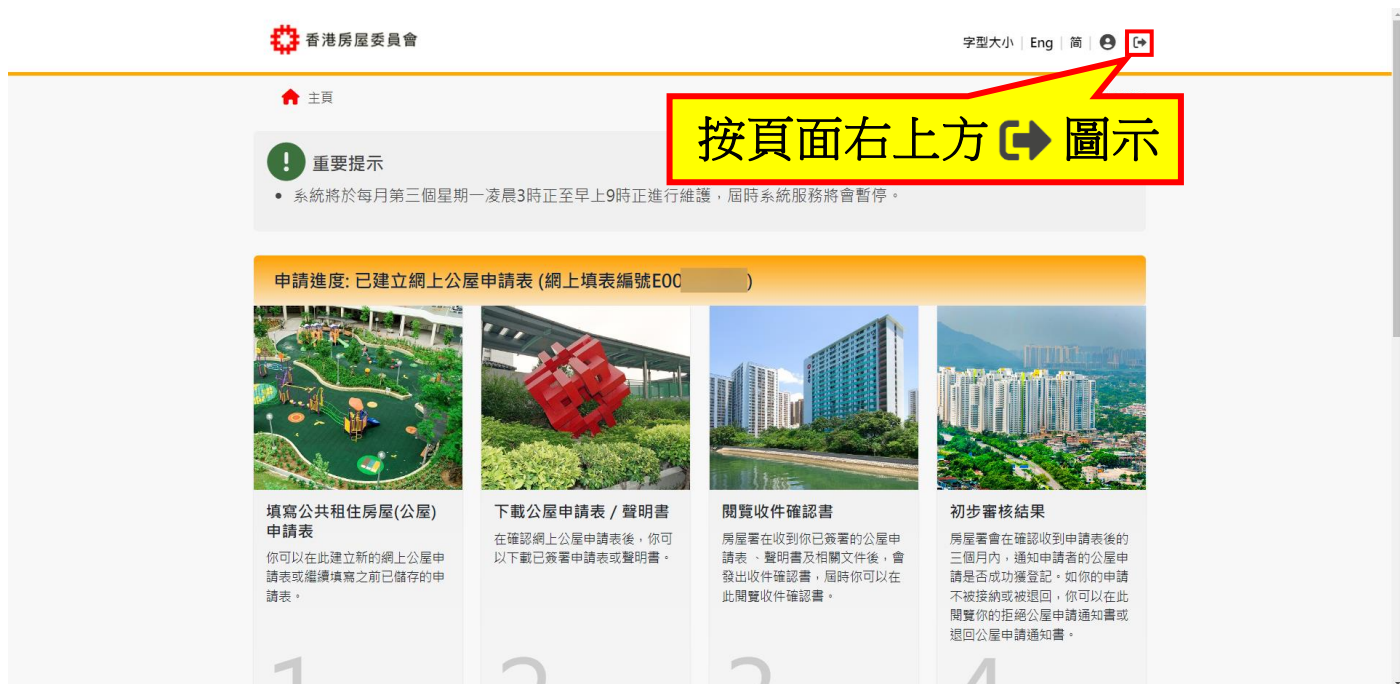 香港房屋委員會
字型大小 | Eng | 简
主頁
按頁面右上方 圖示
重要提示
• 系統將於每月第三個星期一凌晨3時正至早上9時正進行維護，屆時系統服務將會暫停。
申請進度: 已建立網上公屋申請表 (網上填表編號E00 )
填寫公共租住房屋(公屋)
申請表
你可以在此建立新的網上公屋申
請表或繼續填寫之前已儲存的申
請表。
1
下載公屋申請表 / 聲明書
在確認網上公屋申請表後，你可
以下載已簽署申請表或聲明書。
2
閱覽收件確認書
房屋署在收到你已簽署的公屋申
請表 、聲明書及相關文件後，會
發出收件確認書，屆時你可以在
此閱覽收件確認書。
3
初步審核結果
房屋署會在確認收到申請表後的
三個月內，通知申請者的公屋申
請是否成功獲登記。如你的申請
不被接納或被退回，你可以在此
閱覽你的拒絕公屋申請通知書或
退回公屋申請通知書。
4